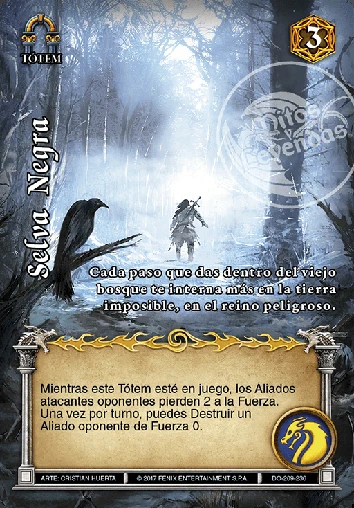 TÓTEM
3
Mitos
y
Leyendas
Selva Negra
Cada paso que das dentro del viejo
bosque te interna más en la tierra
imposible, en el reino peligroso.
Mientras este Tótem esté en juego, los Aliados
atacantes oponentes pierden 2 a la Fuerza.
Una vez por turno, puedes Destruir un
Aliado oponente de Fuerza 0.
ARTE: CRISTIAN HUERTA
© 2017 FENIX ENTERTAINMENT S.P.A.